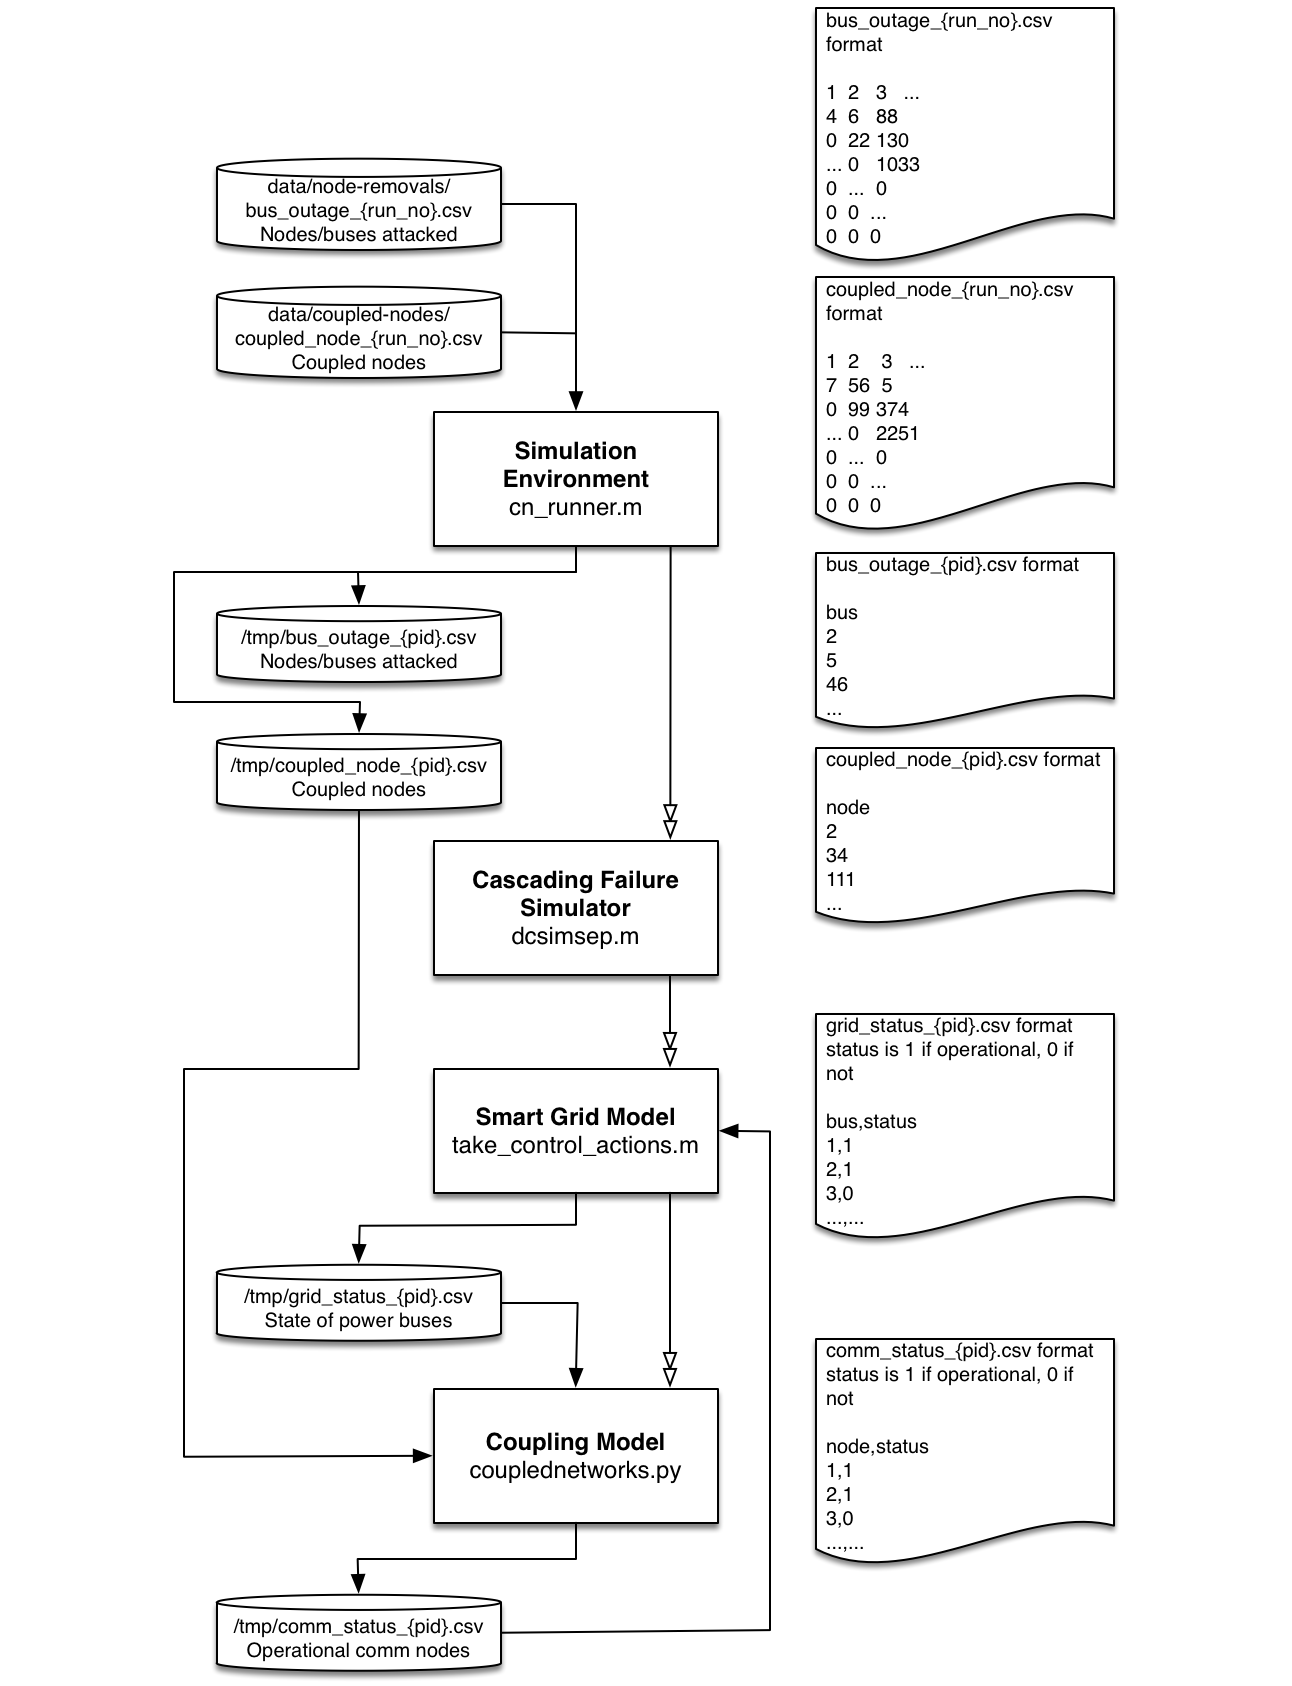 data/node-removals/
bus_outage_{run_no}.csv
Nodes/buses attacked
data/coupled-nodes/
coupled_node_{run_no}.csv
Coupled nodes
Simulation
Environment
cn_runner.m
/tmp/bus_outage_{pid}.csv
Nodes/buses attacked
/tmp/coupled_node_{pid}.csv
Coupled nodes
Cascading Failure
Simulator
dcsimsep.m
Smart Grid Model
take_control_actions.m
/tmp/grid_status_{pid}.csv
State of power buses
Coupling Model
couplednetworks.py
/tmp/comm_status_{pid}.csv
Operational comm nodes
bus_outage_{run_no}.csv
format
1 2 3 ...
4 6 88
0 22 130
... 0 1033
0 ... 0
0 0 ...
0 0 0
coupled_node_{run_no}.csv
format
1 2 3 ...
7 56 5
0 99 374
... 0 2251
0 ... 0
0 0 ...
0 0 0
bus_outage_{pid}.csv format
bus
2
5
46
...
coupled_node_{pid}.csv format
node
2
34
111
...
grid_status_{pid}.csv format
status is 1 if operational, 0 if
not
bus,status
1,1
2,1
3,0
...,...
comm_status_{pid}.csv format
status is 1 if operational, 0 if
not
node,status
1,1
2,1
3,0
...,...